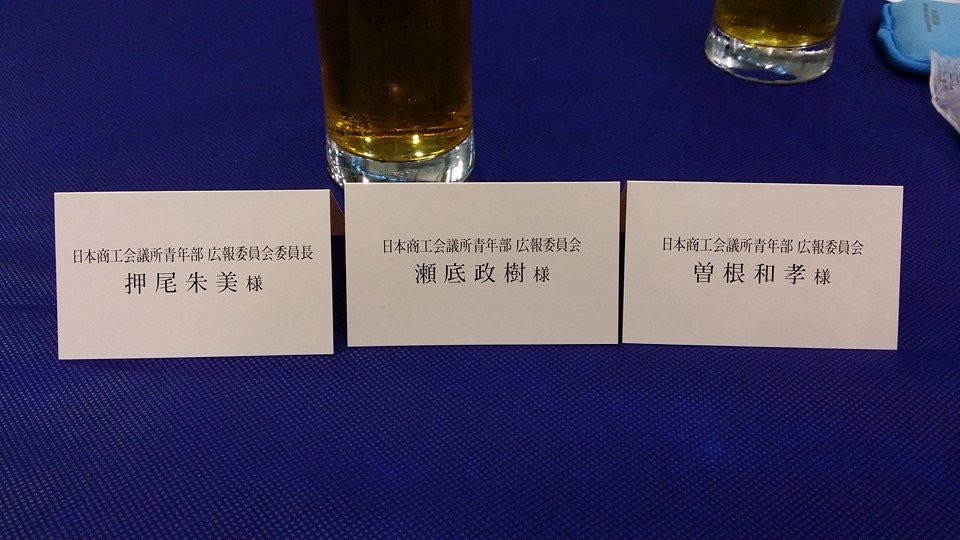 日本商工会議所青年部 広報委員会委員長
押尾朱美様
日本商工会議所青年部 広報委員会
瀬底政樹様
日本商工会議所青年部 広報委員会
曽根和孝様